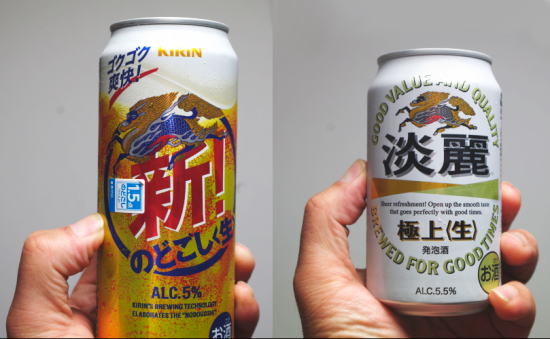 KIRIN
ゴクゴク
爽快!
新!
のどごし〈生〉
ALC.5%
KIRIN'S BREWING TECHNOLOGY
ELABORATES THE "NODOGOSHI"
お酒
GOOD VALUE AND QUALITY
淡麗
Sheer refreshment! Open up the smooth taste
that goes perfectly with good times.
極上〈生〉
発泡酒
BREWED FOR GOOD TIMES
ALC.5.5%
お酒